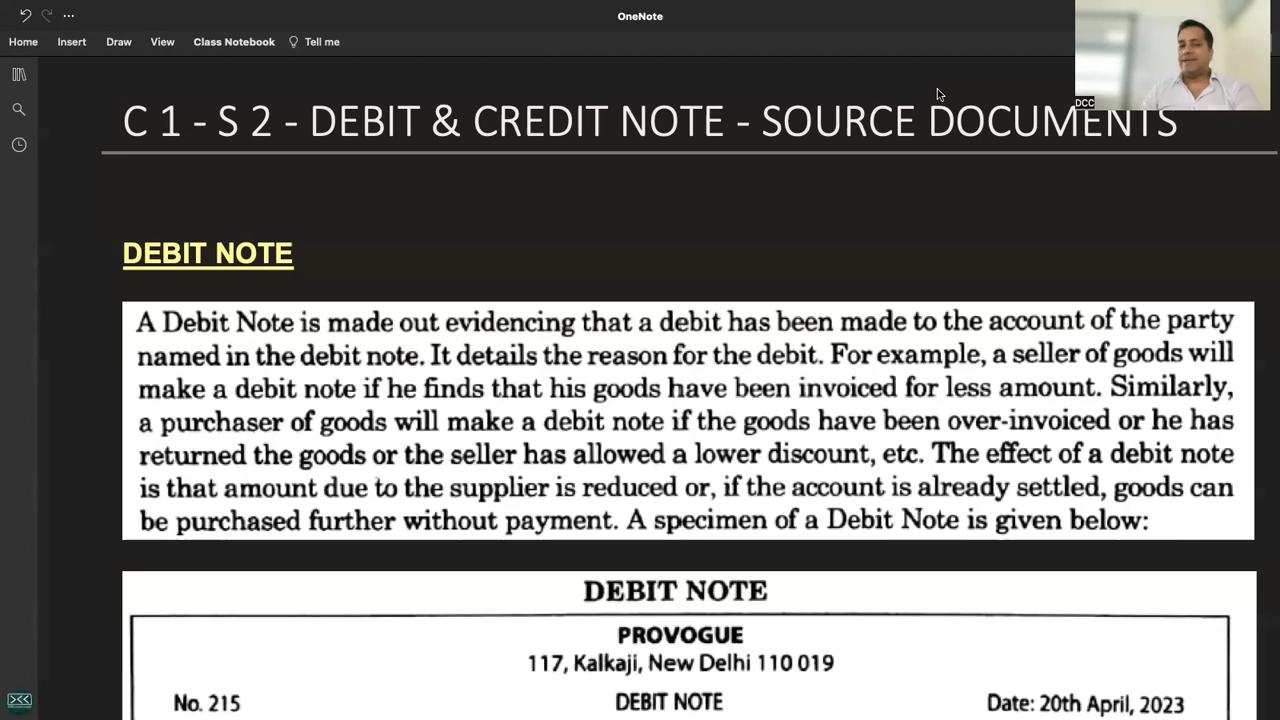 OneNote
Home Insert Draw View Class Notebook Tell me
DCC
C 1 - S 2 - DEBIT & CREDIT NOTE - SOURCE DOCUMENTS
DEBIT NOTE
A Debit Note is made out evidencing that a debit has been made to the account of the party
named in the debit note. It details the reason for the debit. For example, a seller of goods will
make a debit note if he finds that his goods have been invoiced for less amount. Similarly,
a purchaser of goods will make a debit note if the goods have been over-invoiced or he has
returned the goods or the seller has allowed a lower discount, etc. The effect of a debit note
is that amount due to the supplier is reduced or, if the account is already settled, goods can
be purchased further without payment. A specimen of a Debit Note is given below:
DEBIT NOTE
PROVOGUE
117, Kalkaji, New Delhi 110 019
No. 215 DEBIT NOTE Date: 20th April, 2023